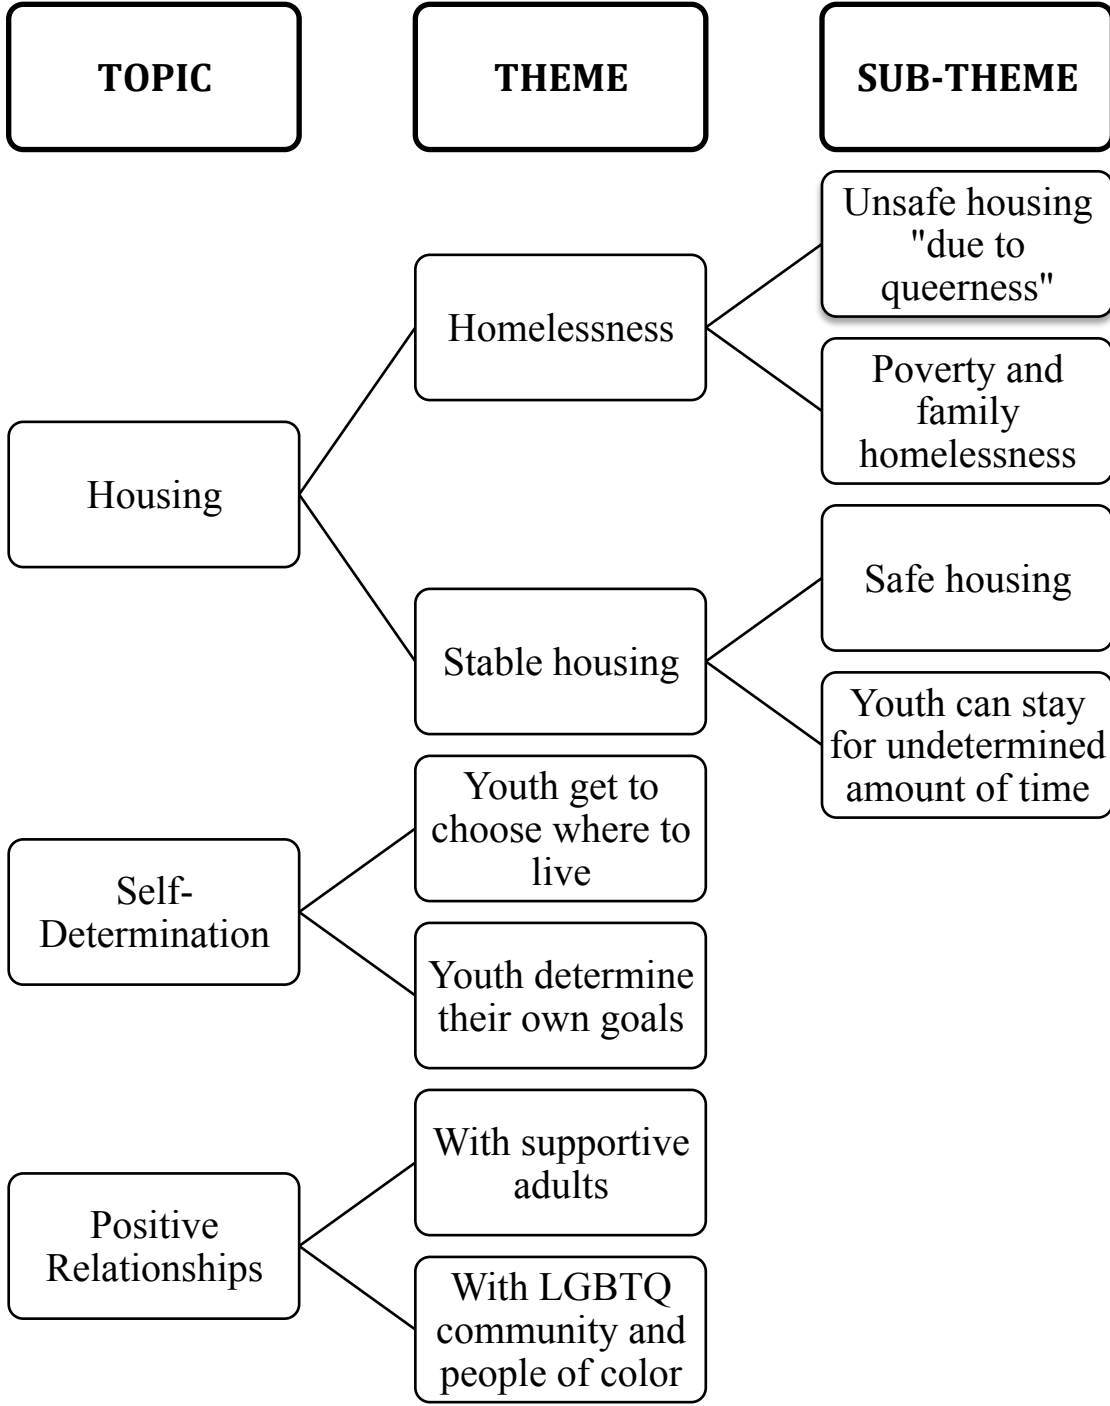 TOPIC
THEME
SUB-THEME
Housing
Homelessness
Unsafe housing
"due to
queerness"
Poverty and
family
homelessness
Stable housing
Safe housing
Youth can stay
for undetermined
amount of time
Self-
Determination
Youth get to
choose where to
live
Youth determine
their own goals
Positive
Relationships
With supportive
adults
With LGBTQ
community and
people of color